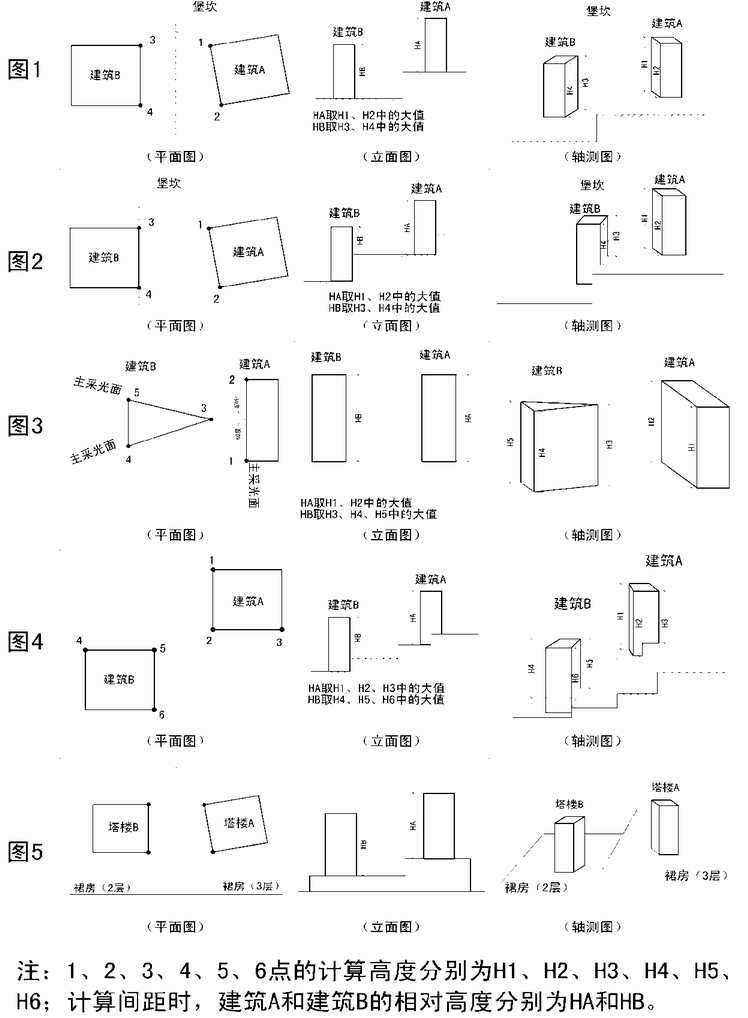 堡坎
图1
建筑B
3
4
1
建筑A
2
(平面图)
建筑B
HB
建筑A
HA
HA取H1、H2中的大值
HB取H3、H4中的大值
(立面图)
堡坎
建筑B
H4
H3
建筑A
H1
H2
(轴测图)
堡坎
图2
建筑B
3
4
1
建筑A
2
(平面图)
建筑B
HB
建筑A
HA
HA取H1、H2中的大值
HB取H3、H4中的大值
(立面图)
堡坎
建筑B
H4
H3
建筑A
H1
H2
(轴测图)
图3
建筑B
主采光面
5
3
4
主采光面
建筑A
2
1
主采光面
(平面图)
建筑B
HB
建筑A
HA
HA取H1、H2中的大值
HB取H3、H4、H5中的大值
(立面图)
建筑B
H5
H4
H3
建筑A
H2
H1
(轴测图)
图4
1
建筑A
2
3
4
5
建筑B
6
(平面图)
建筑B
HB
建筑A
HA
HA取H1、H2、H3中的大值
HB取H4、H5、H6中的大值
(立面图)
建筑B
H4
H6
H5
建筑A
H1
H2
H3
(轴测图)
图5
塔楼B
塔楼A
裙房(2层)
裙房(3层)
(平面图)
HB
HA
(立面图)
塔楼B
塔楼A
裙房(2层)
裙房(3层)
(轴测图)
注：1、2、3、4、5、6点的计算高度分别为H1、H2、H3、H4、H5、
H6；计算间距时，建筑A和建筑B的相对高度分别为HA和HB。